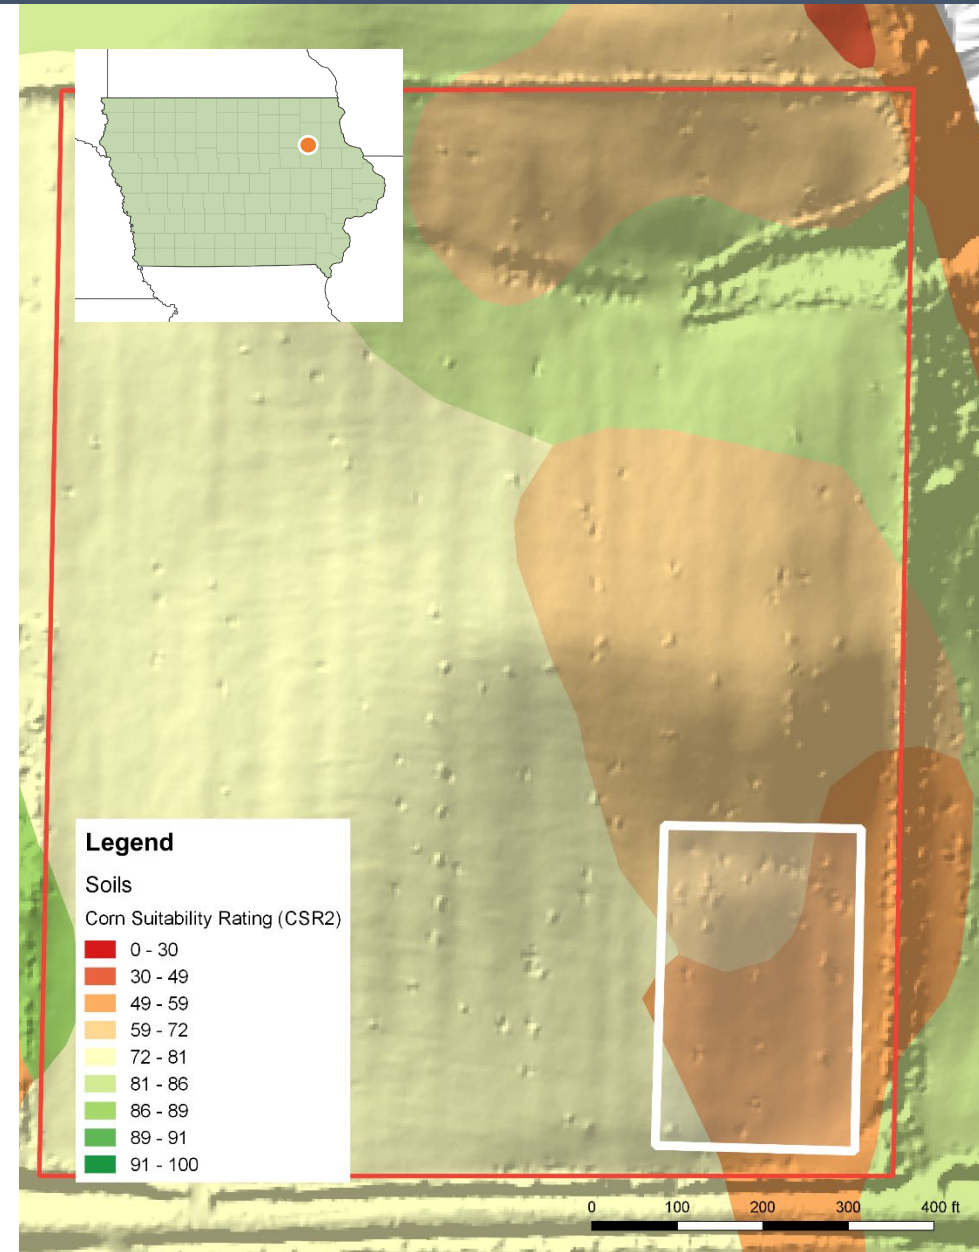 Legend
Soils
Corn Suitability Rating (CSR2)
0 - 30
30 - 49
49 - 59
59 - 72
72 - 81
81 - 86
86 - 89
89 - 91
91 - 100
0 100 200 300 400 ft